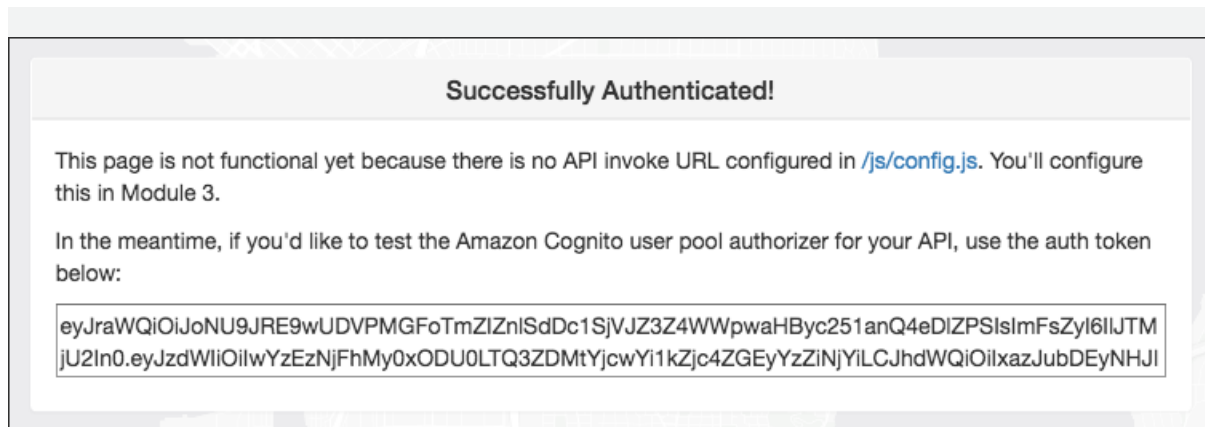 Successfully Authenticated!
This page is not functional yet because there is no API invoke URL configured in /js/config.js. You'll configure
this in Module 3.
In the meantime, if you'd like to test the Amazon Cognito user pool authorizer for your API, use the auth token
below:
eyJraWQiOiJoNU9JRE9wUDVPMGFoTmZIZnlSdDc1SjVJZ3Z4WWpwaHByc251anQ4eDlZPSIsImFsZyI6IlJTM
jU2In0.eyJzdWIiOiIwYzEzNjFhMy0xODU0LTQ3ZDMtYjcwYi1kZjc4ZGEyYzZiNjYiLCJhdWQiOiIxazJubDEyNHJl